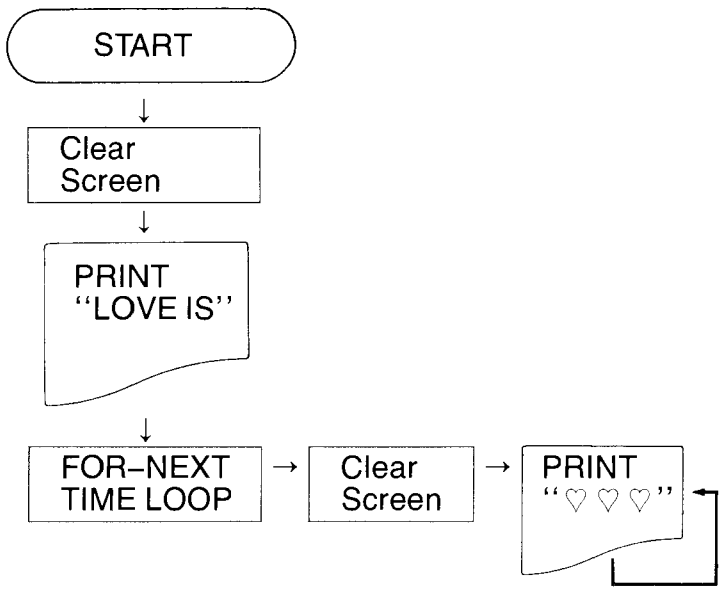 START
Clear
Screen
PRINT
‘‘LOVE IS’’
FOR–NEXT
TIME LOOP
Clear
Screen
PRINT
‘‘♡ ♡ ♡’’